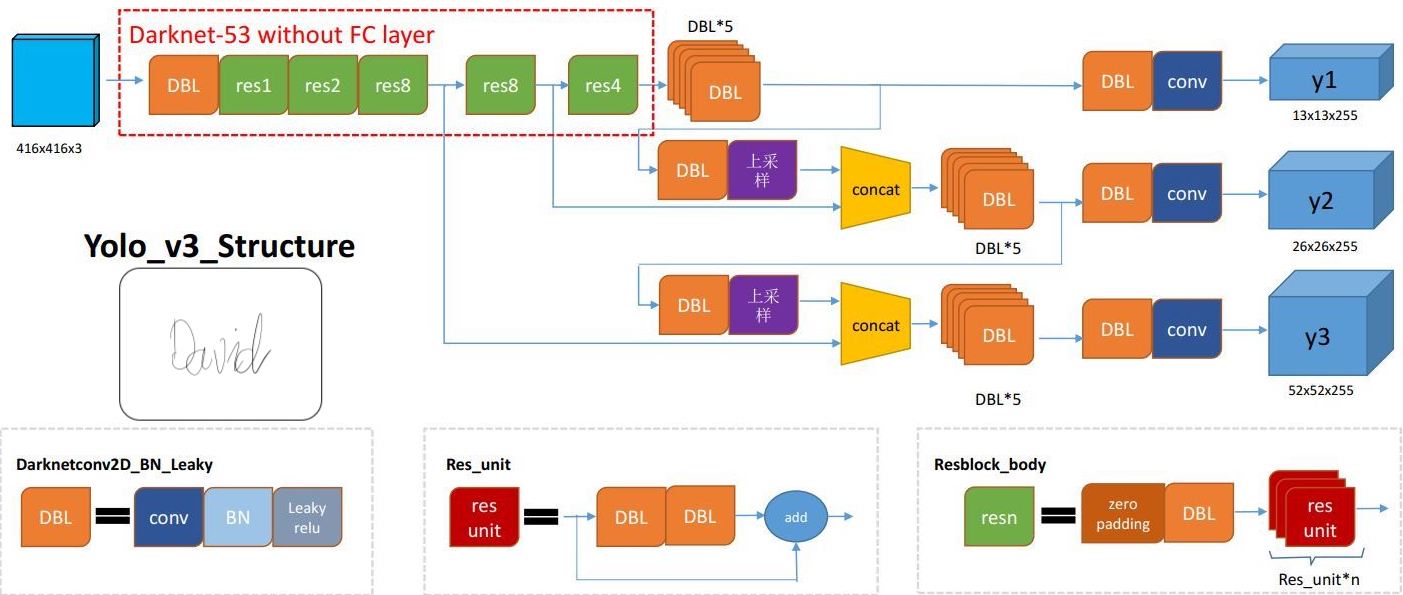 Darknet-53 without FC layer
DBL*5
DBL
res1
res2
res8
res8
res4
DBL
DBL
conv
y1
416x416x3
13x13x255
DBL
上采
样
concat
DBL
DBL
conv
y2
DBL*5
26x26x255
Yolo_v3_Structure
David
DBL
上采
样
concat
DBL
DBL
conv
y3
DBL*5
52x52x255
Darknetconv2D_BN_Leaky
DBL
conv
BN
Leaky
relu
Res_unit
res
unit
DBL
DBL
add
Resblock_body
resn
zero
padding
DBL
res
unit
Res_unit*n